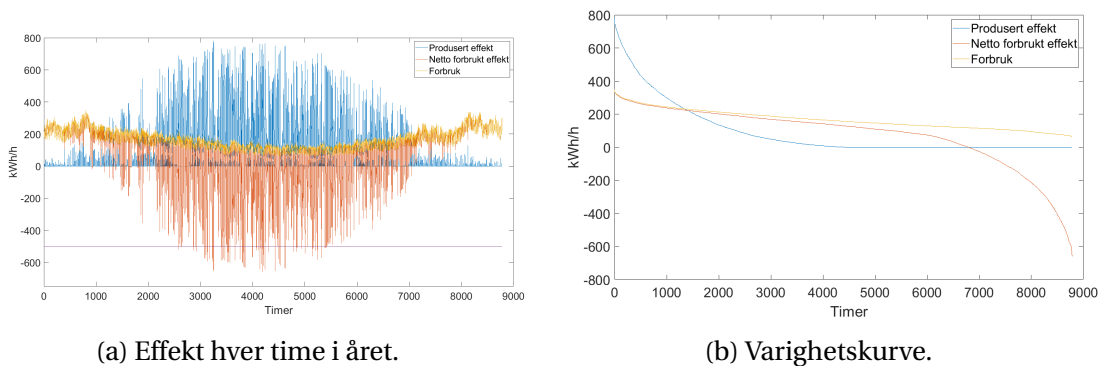 800
600
400
200
0
-200
-400
-600
kWh/h
0 1000 2000 3000 4000 5000 6000 7000 8000 9000
Timer
Produsert effekt
Netto forbrukt effekt
Forbruk
(a) Effekt hver time i året.
800
600
400
200
0
-200
-400
-600
-800
kWh/h
0 1000 2000 3000 4000 5000 6000 7000 8000 9000
Timer
Produsert effekt
Netto forbrukt effekt
Forbruk
(b) Varighetskurve.